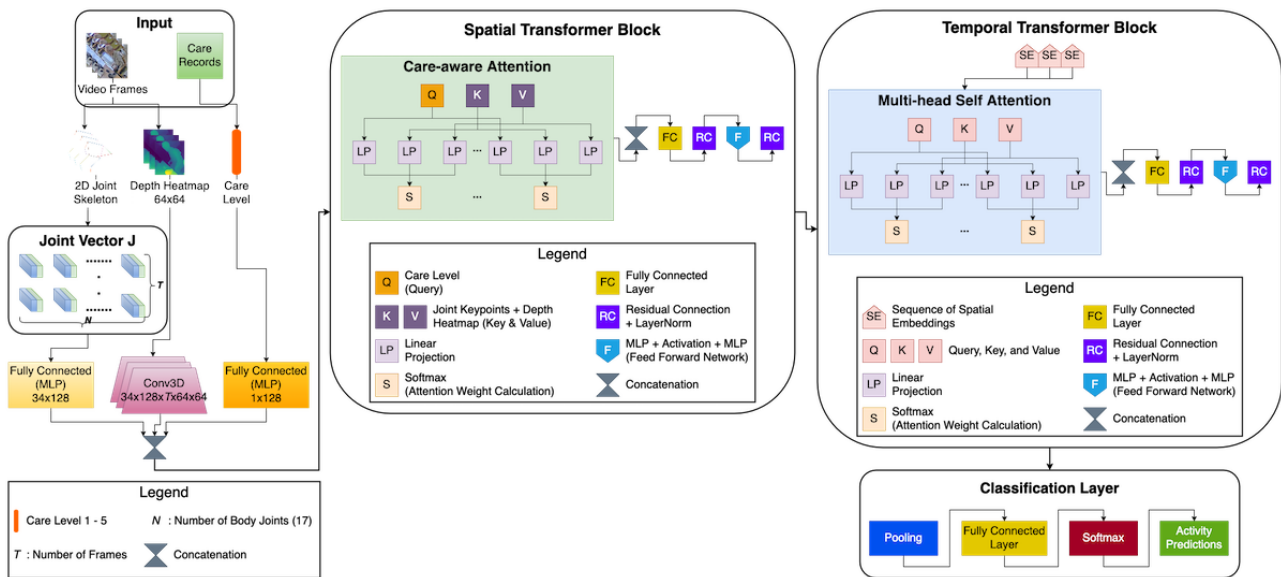 Input
Video Frames
Care
Records
2D Joint
Skeleton
Depth Heatmap
64x64
Care
Level
Joint Vector J
.......
.
.
.......
T
N
Fully Connected
(MLP)
34x128
Conv3D
34x128x7x64x64
Fully Connected
(MLP)
1x128
Legend
Care Level 1 - 5
N : Number of Body Joints (17)
T : Number of Frames
Concatenation
Spatial Transformer Block
Care-aware Attention
Q K V
LP LP LP ... LP LP LP
S ... S
FC RC F RC
Legend
Q Care Level
(Query)
K V Joint Keypoints + Depth
Heatmap (Key & Value)
LP Linear
Projection
S Softmax
(Attention Weight Calculation)
FC Fully Connected
Layer
RC Residual Connection
+ LayerNorm
F MLP + Activation + MLP
(Feed Forward Network)
Concatenation
Temporal Transformer Block
SE SE SE
Multi-head Self Attention
Q K V
LP LP LP ... LP LP LP
S ... S
FC RC F RC
Legend
SE Sequence of Spatial
Embeddings
Q K V Query, Key, and Value
LP Linear
Projection
S Softmax
(Attention Weight Calculation)
FC Fully Connected
Layer
RC Residual Connection
+ LayerNorm
F MLP + Activation + MLP
(Feed Forward Network)
Concatenation
Classification Layer
Pooling
Fully Connected
Layer
Softmax
Activity
Predictions